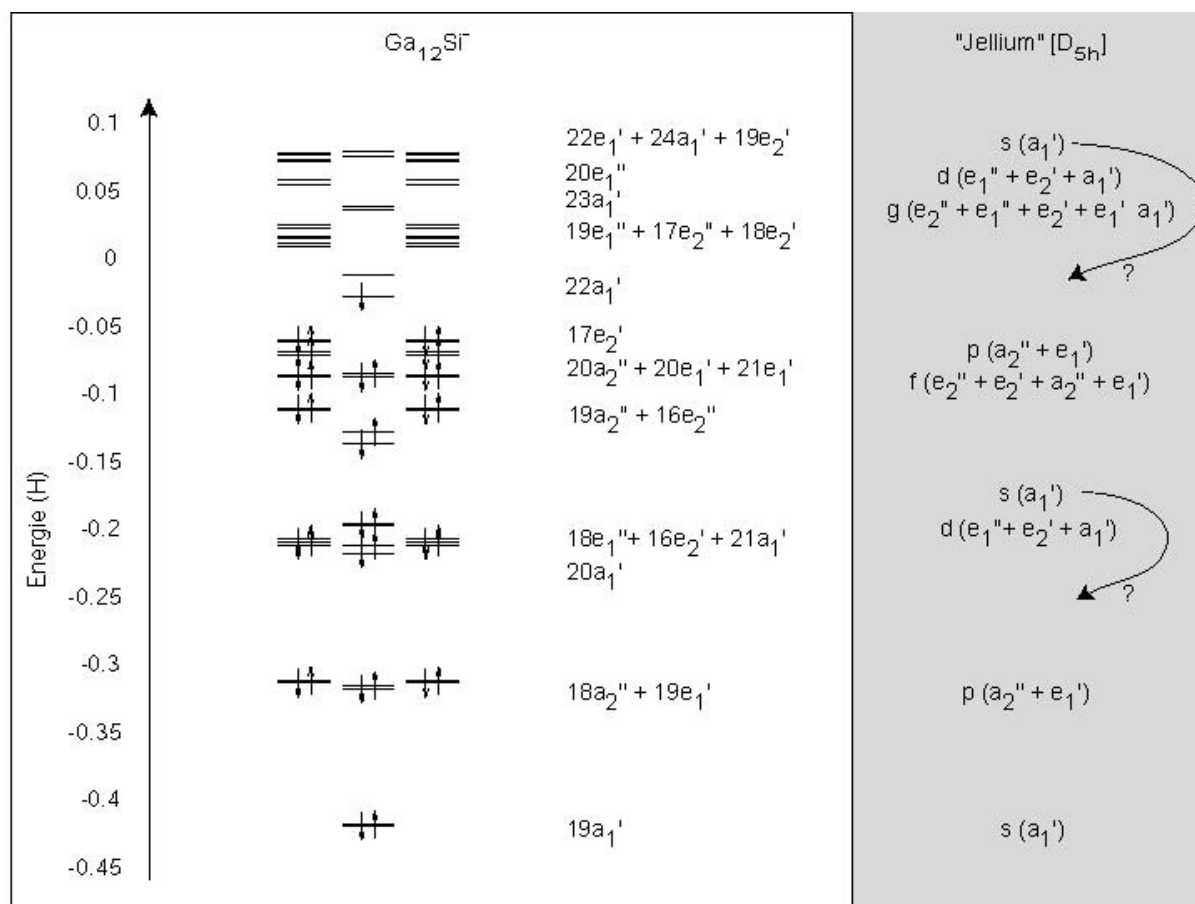 Ga₁₂Si⁻
"Jellium" [D₅ₕ]
Energie (H)
0.1
0.05
0
-0.05
-0.1
-0.15
-0.2
-0.25
-0.3
-0.35
-0.4
-0.45
22e₁' + 24a₁' + 19e₂'
20e₁''
23a₁'
19e₁'' + 17e₂'' + 18e₂'
22a₁'
17e₂'
20a₂'' + 20e₁' + 21e₁'
19a₂'' + 16e₂''
18e₁''+ 16e₂' + 21a₁'
20a₁'
18a₂'' + 19e₁'
19a₁'
s (a₁')
d (e₁'' + e₂' + a₁')
g (e₂'' + e₁'' + e₂' + e₁' a₁')
?
p (a₂'' + e₁')
f (e₂'' + e₂' + a₂'' + e₁')
s (a₁')
d (e₁''+ e₂' + a₁')
?
p (a₂'' + e₁')
s (a₁')